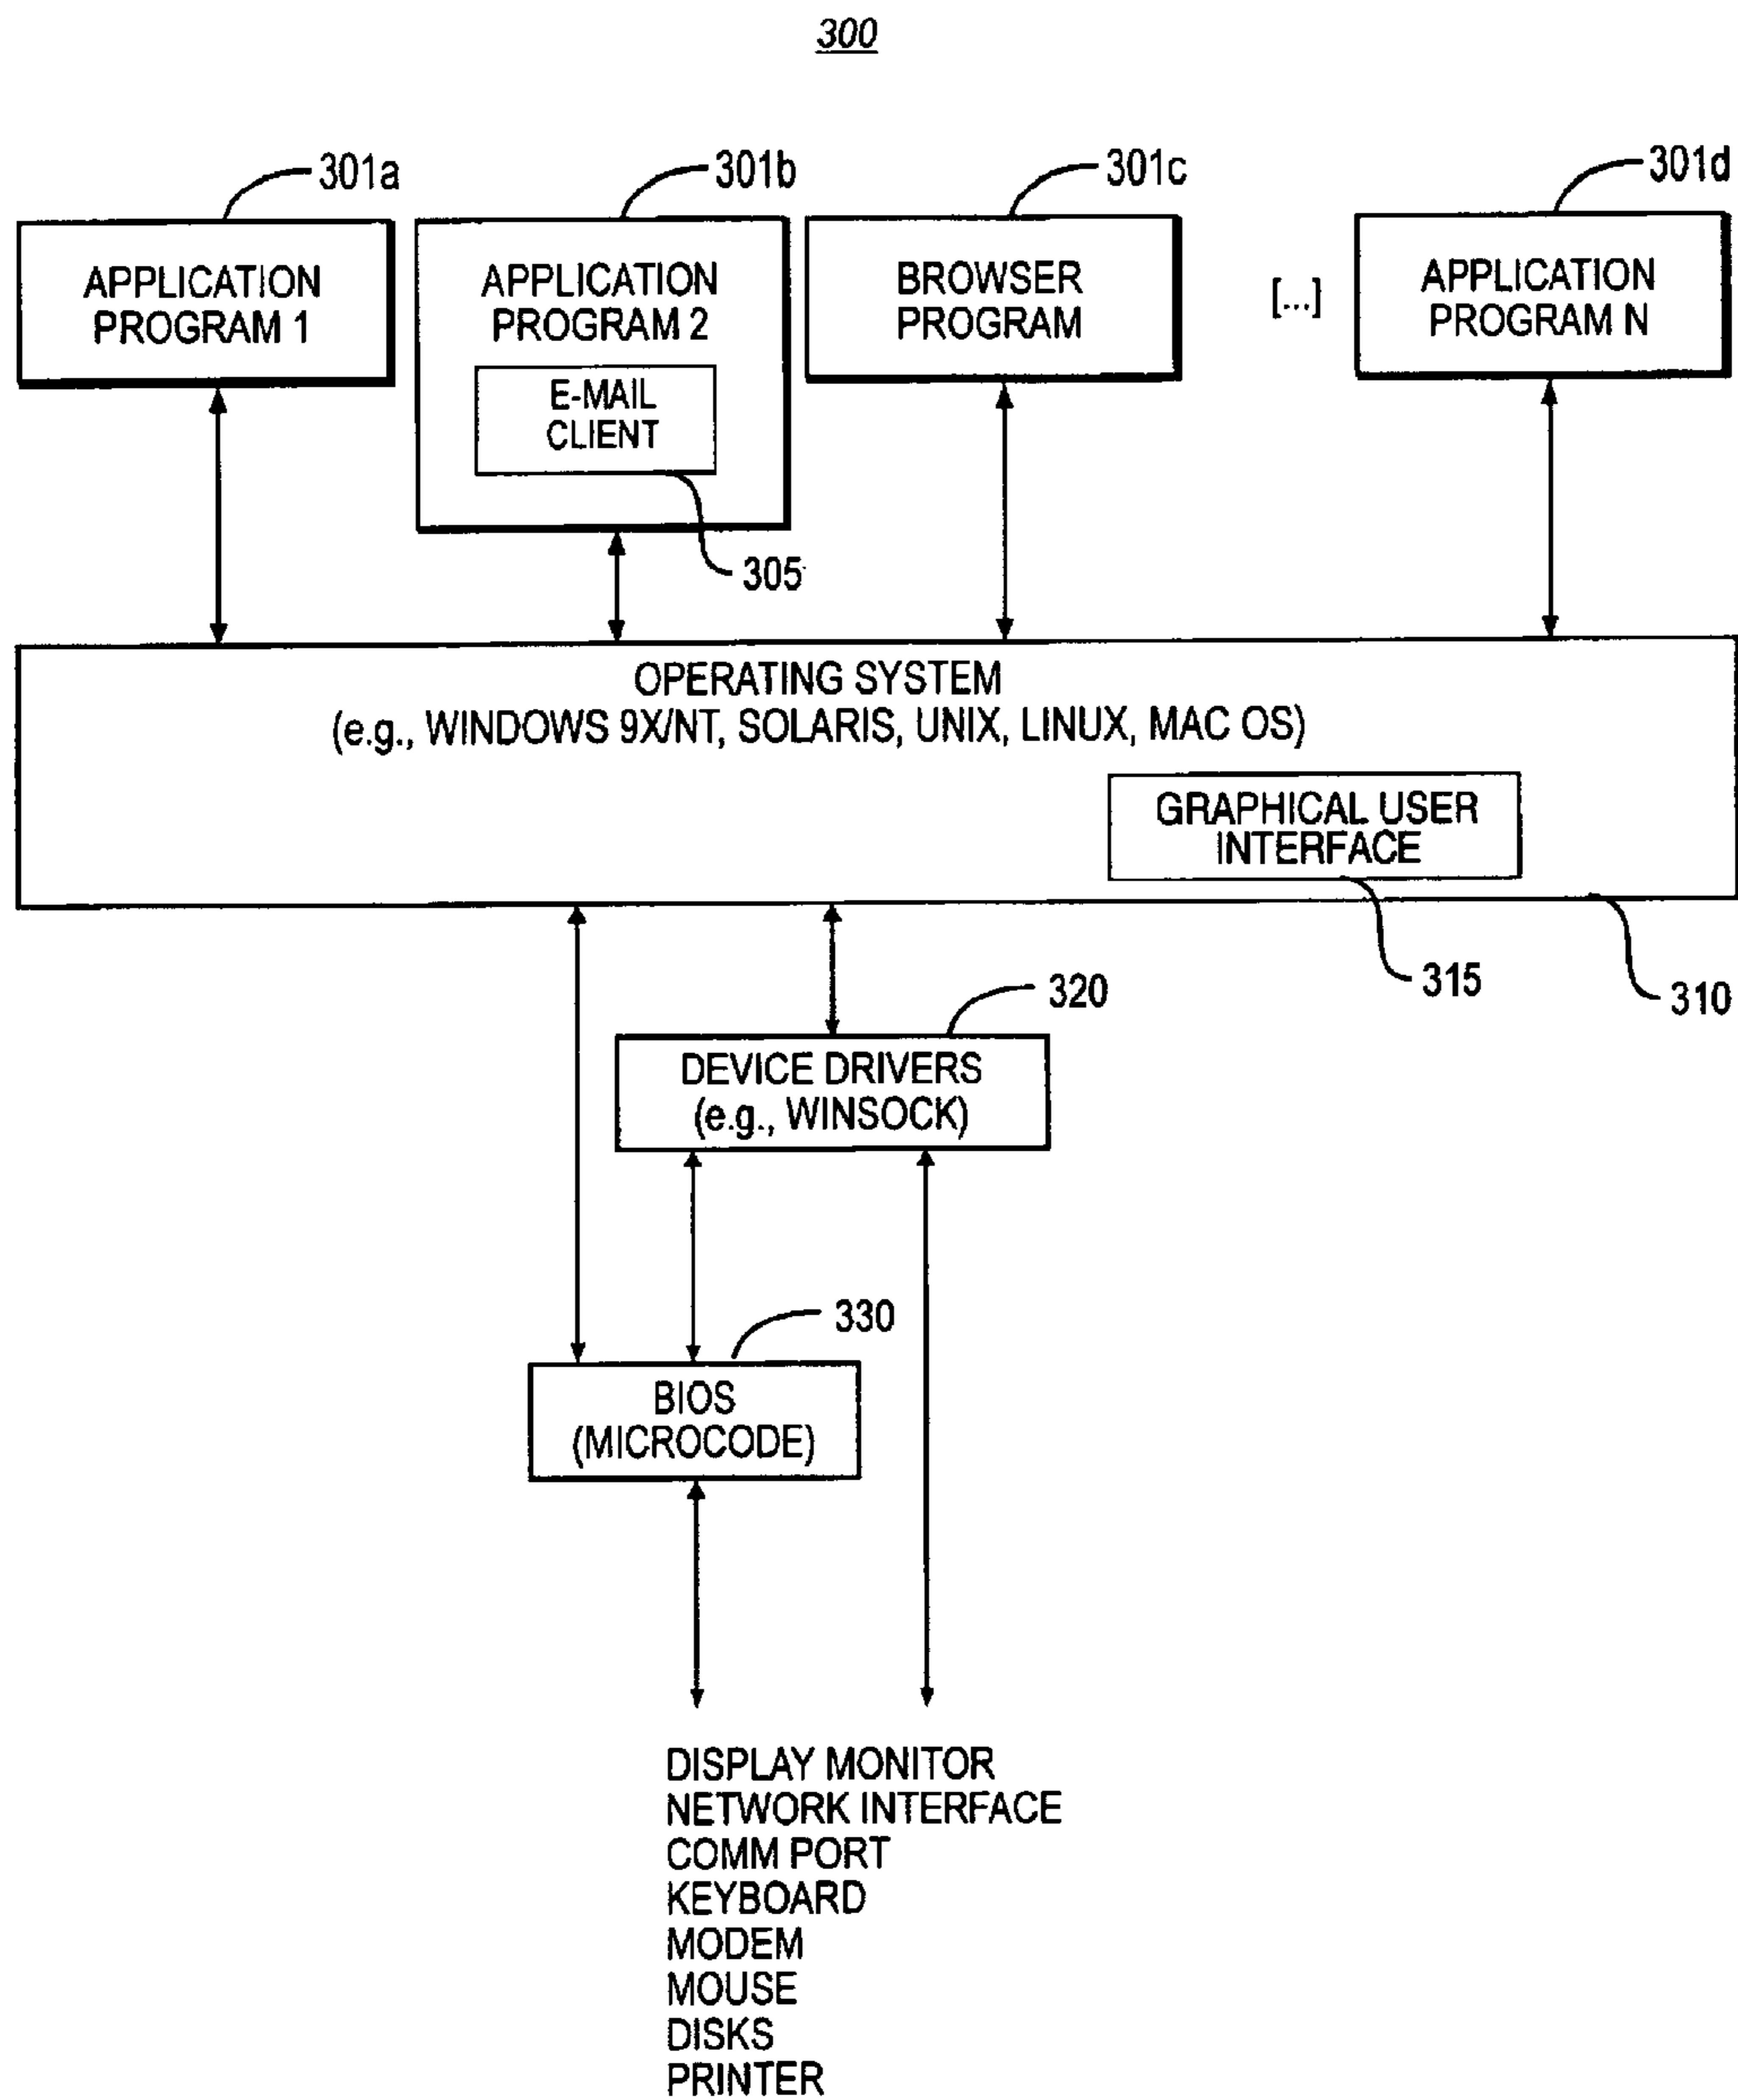 300
301a
301b
301c
301d
APPLICATION
PROGRAM 1
APPLICATION
PROGRAM 2
E-MAIL
CLIENT
305
BROWSER
PROGRAM
[...]
APPLICATION
PROGRAM N
OPERATING SYSTEM
(e.g., WINDOWS 9X/NT, SOLARIS, UNIX, LINUX, MAC OS)
GRAPHICAL USER
INTERFACE
315
310
320
DEVICE DRIVERS
(e.g., WINSOCK)
330
BIOS
(MICROCODE)
DISPLAY MONITOR
NETWORK INTERFACE
COMM PORT
KEYBOARD
MODEM
MOUSE
DISKS
PRINTER